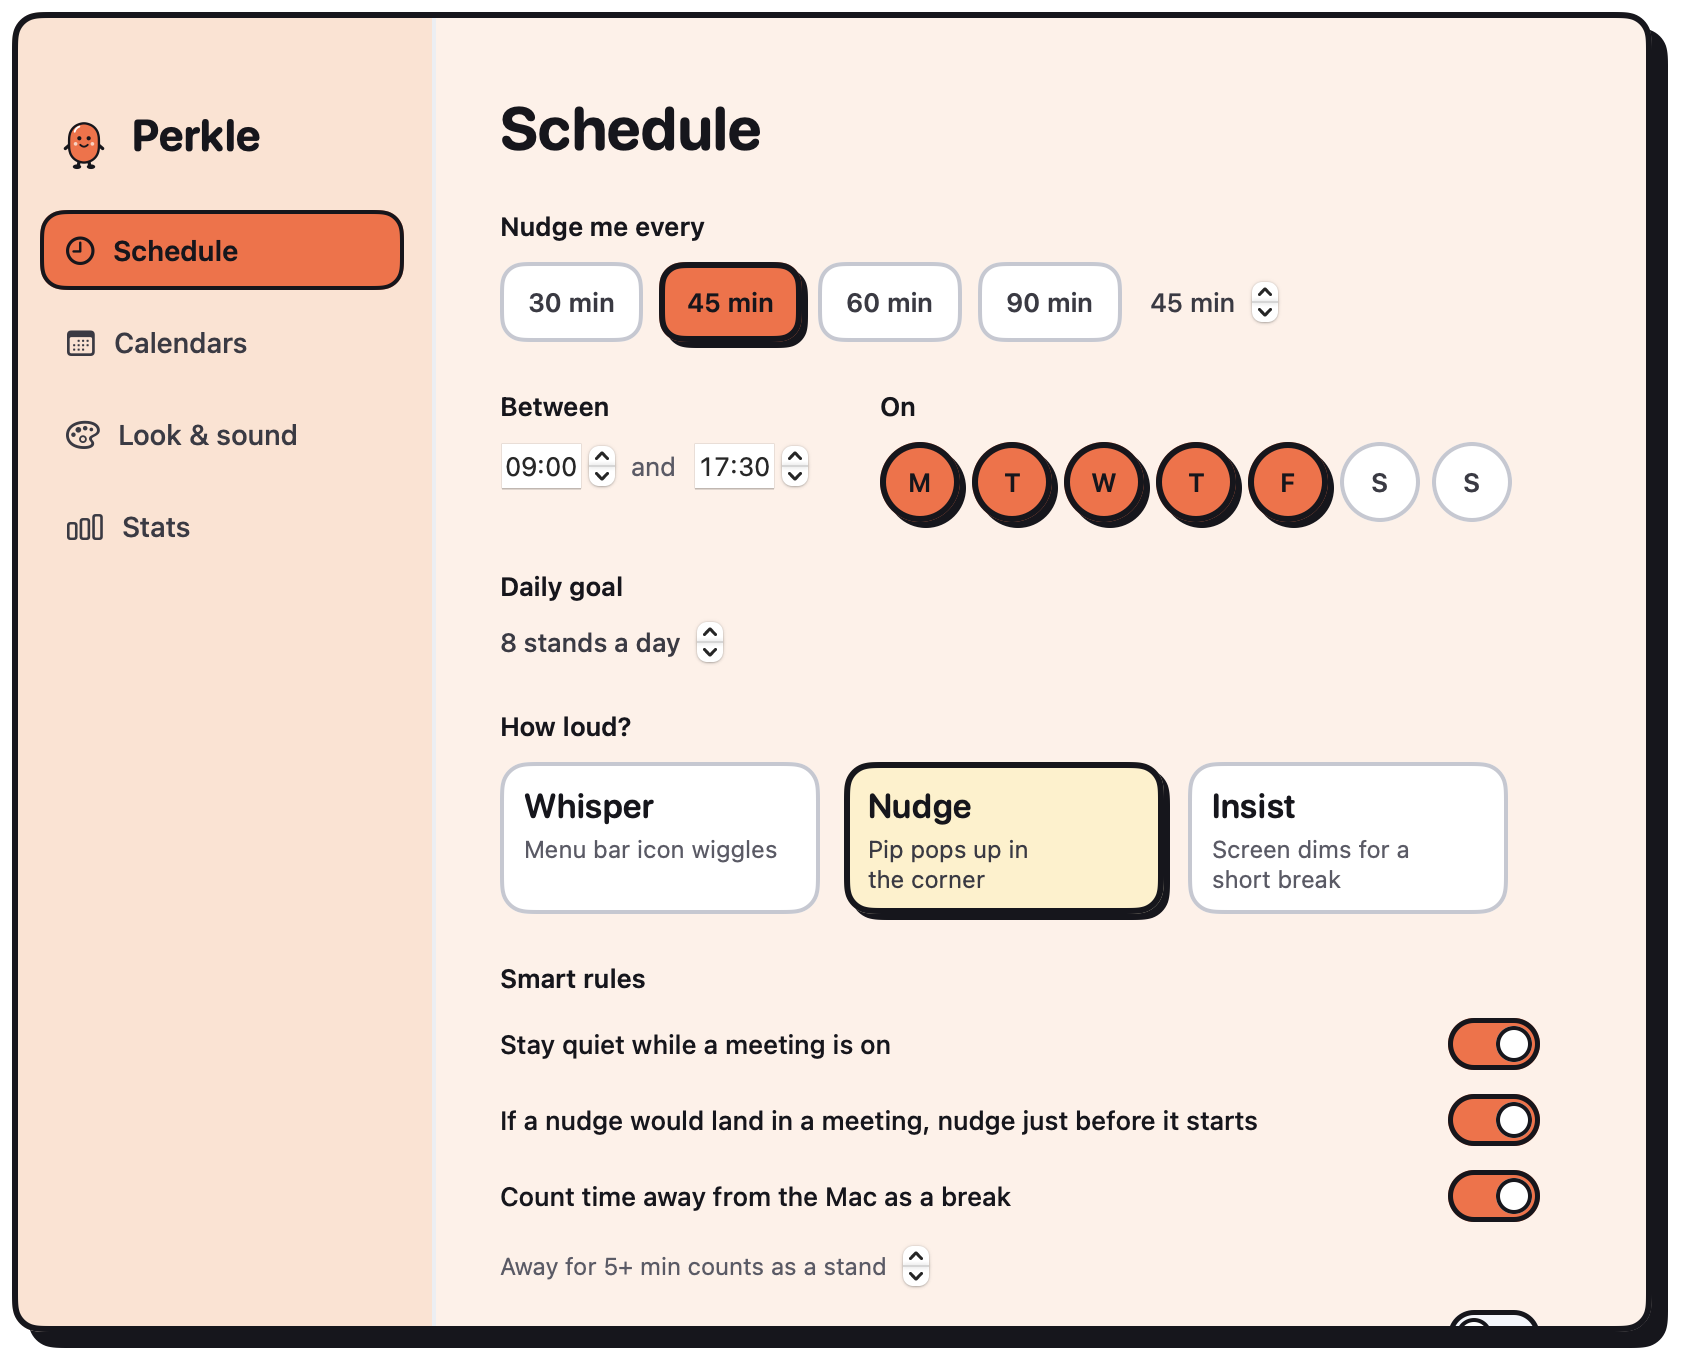 Perkle
Schedule
Calendars
Look & sound
Stats
Schedule
Nudge me every
30 min 45 min 60 min 90 min 45 min
Between
09:00 and 17:30
On
M T W T F S S
Daily goal
8 stands a day
How loud?
Whisper
Menu bar icon wiggles
Nudge
Pip pops up in
the corner
Insist
Screen dims for a
short break
Smart rules
Stay quiet while a meeting is on
If a nudge would land in a meeting, nudge just before it starts
Count time away from the Mac as a break
Away for 5+ min counts as a stand